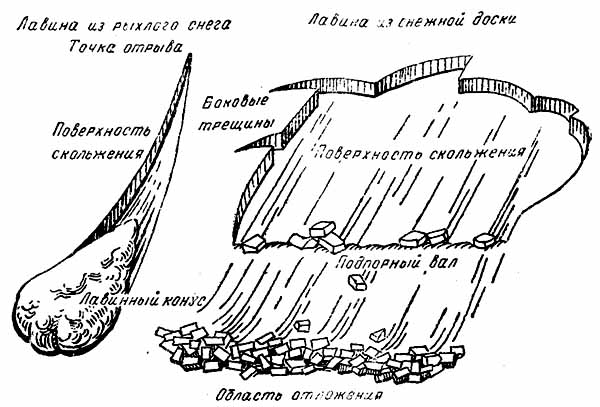 Лавина из рыхлого снега
Точка отрыва
Поверхность
скольжения
Лавинный конус
Лавина из снежной доски
Боковые
трещины
Поверхность скольжения
Подпорный вал
Область отложения